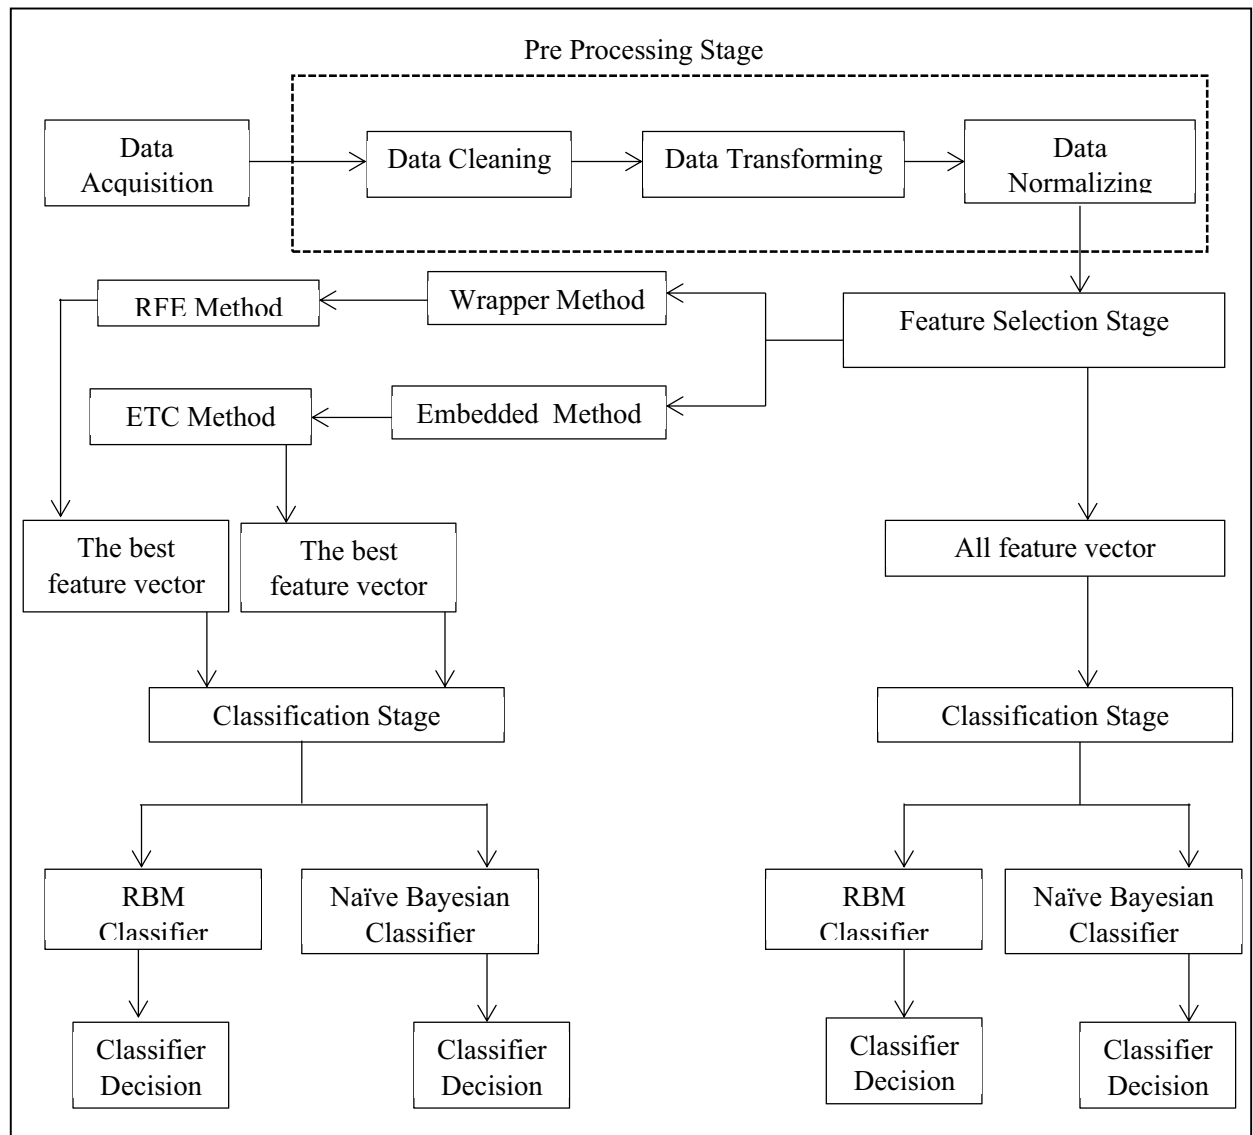 Pre Processing Stage
Data
Acquisition
Data Cleaning
Data Transforming
Data
Normalizing
RFE Method
Wrapper Method
Feature Selection Stage
ETC Method
Embedded Method
The best
feature vector
The best
feature vector
All feature vector
Classification Stage
Classification Stage
RBM
Classifier
Naïve Bayesian
Classifier
RBM
Classifier
Naïve Bayesian
Classifier
Classifier
Decision
Classifier
Decision
Classifier
Decision
Classifier
Decision